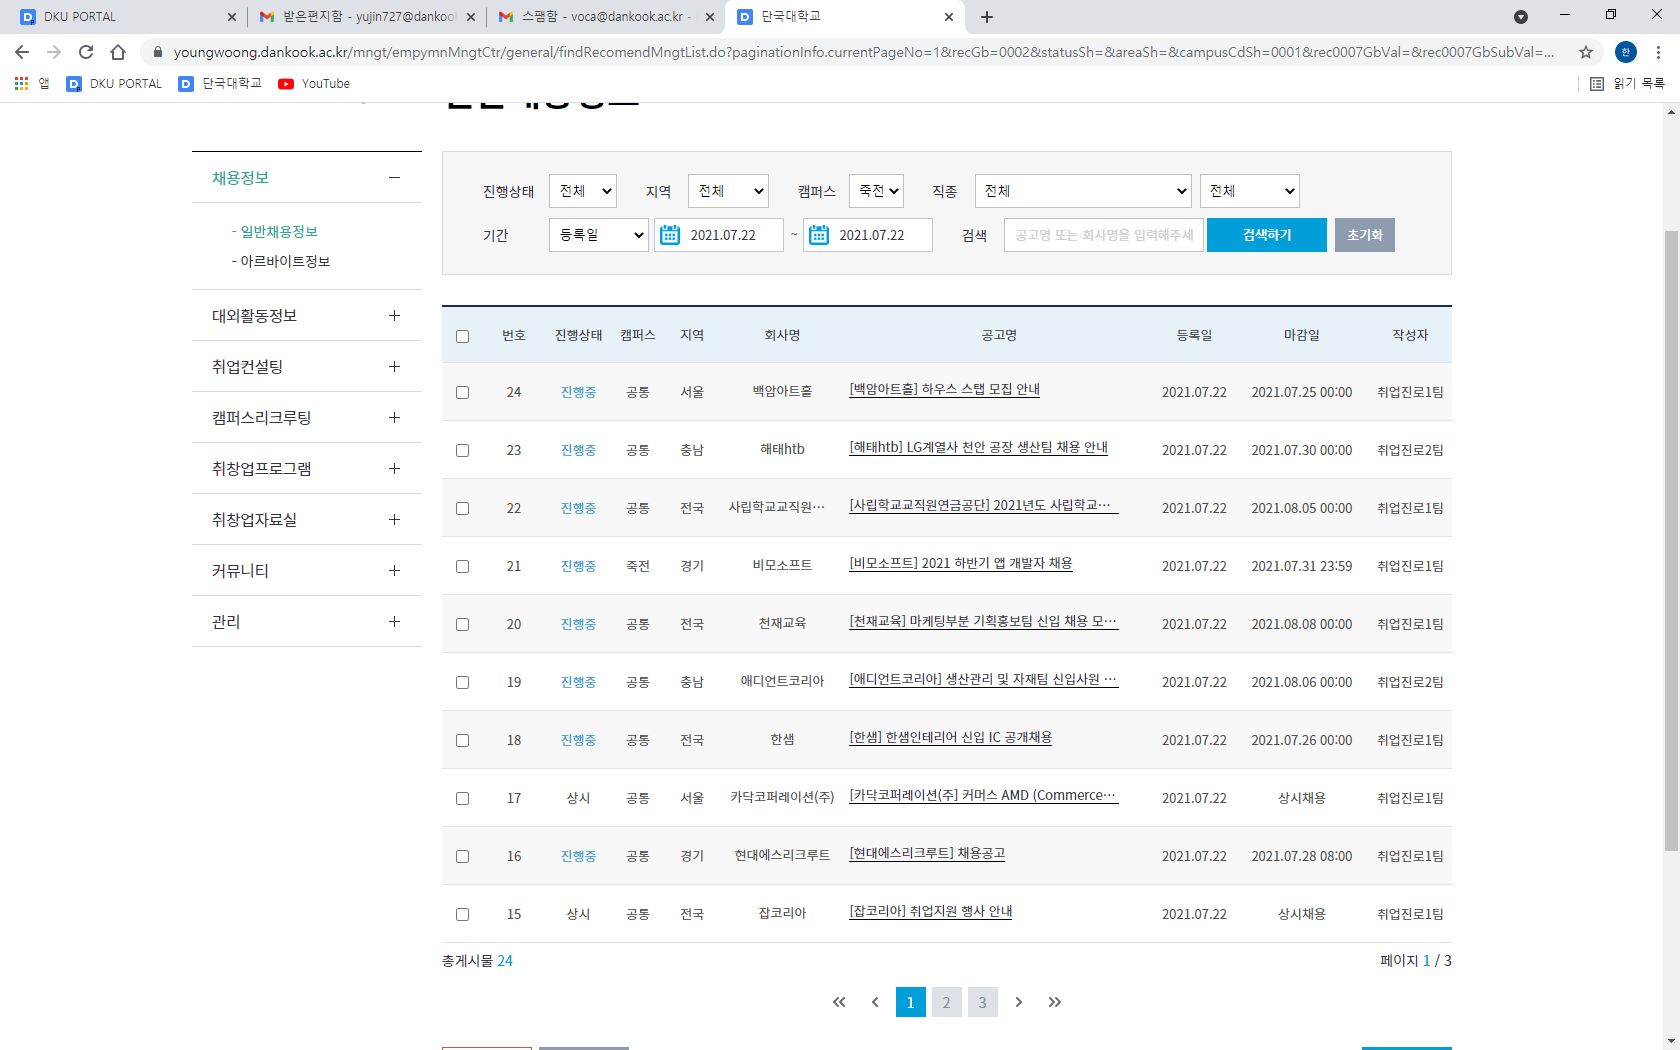 DKU PORTAL
받은편지함 - yujin727@dankook
스팸함 - voca@dankook.ac.kr -
단국대학교
youngwoong.dankook.ac.kr/mngt/empymnMngtCtr/general/findRecomendMngtList.do?paginationInfo.currentPageNo=1&recGb=0002&statusSh=&areaSh=&campusCdSh=0001&rec0007GbVal=&rec0007GbSubVal=...
한
앱 DKU PORTAL 단국대학교 YouTube 읽기 목록
채용정보
- 일반채용정보
- 아르바이트정보
대외활동정보
취업컨설팅
캠퍼스리크루팅
취창업프로그램
취창업자료실
커뮤니티
관리
진행상태 전체 지역 전체 캠퍼스 죽전 직종 전체 전체
기간 등록일 2021.07.22 ~ 2021.07.22 검색 공고명 또는 회사명을 입력해주세 검색하기 초기화
번호 진행상태 캠퍼스 지역 회사명 공고명 등록일 마감일 작성자
24 진행중 공통 서울 백암아트홀 [백암아트홀] 하우스 스탭 모집 안내 2021.07.22 2021.07.25 00:00 취업진로1팀
23 진행중 공통 충남 해태htb [해태htb] LG계열사 천안 공장 생산팀 채용 안내 2021.07.22 2021.07.30 00:00 취업진로2팀
22 진행중 공통 전국 사립학교교직원… [사립학교교직원연금공단] 2021년도 사립학교… 2021.07.22 2021.08.05 00:00 취업진로1팀
21 진행중 죽전 경기 비모소프트 [비모소프트] 2021 하반기 앱 개발자 채용 2021.07.22 2021.07.31 23:59 취업진로1팀
20 진행중 공통 전국 천재교육 [천재교육] 마케팅부분 기획홍보팀 신입 채용 모… 2021.07.22 2021.08.08 00:00 취업진로1팀
19 진행중 공통 충남 애디언트코리아 [애디언트코리아] 생산관리 및 자재팀 신입사원 … 2021.07.22 2021.08.06 00:00 취업진로2팀
18 진행중 공통 전국 한샘 [한샘] 한샘인테리어 신입 IC 공개채용 2021.07.22 2021.07.26 00:00 취업진로1팀
17 상시 공통 서울 카닥코퍼레이션(주) [카닥코퍼레이션(주] 커머스 AMD (Commerce… 2021.07.22 상시채용 취업진로1팀
16 진행중 공통 경기 현대에스리크루트 [현대에스리크루트] 채용공고 2021.07.22 2021.07.28 08:00 취업진로1팀
15 상시 공통 전국 잡코리아 [잡코리아] 취업지원 행사 안내 2021.07.22 상시채용 취업진로1팀
총게시물 24 페이지 1 / 3
1 2 3